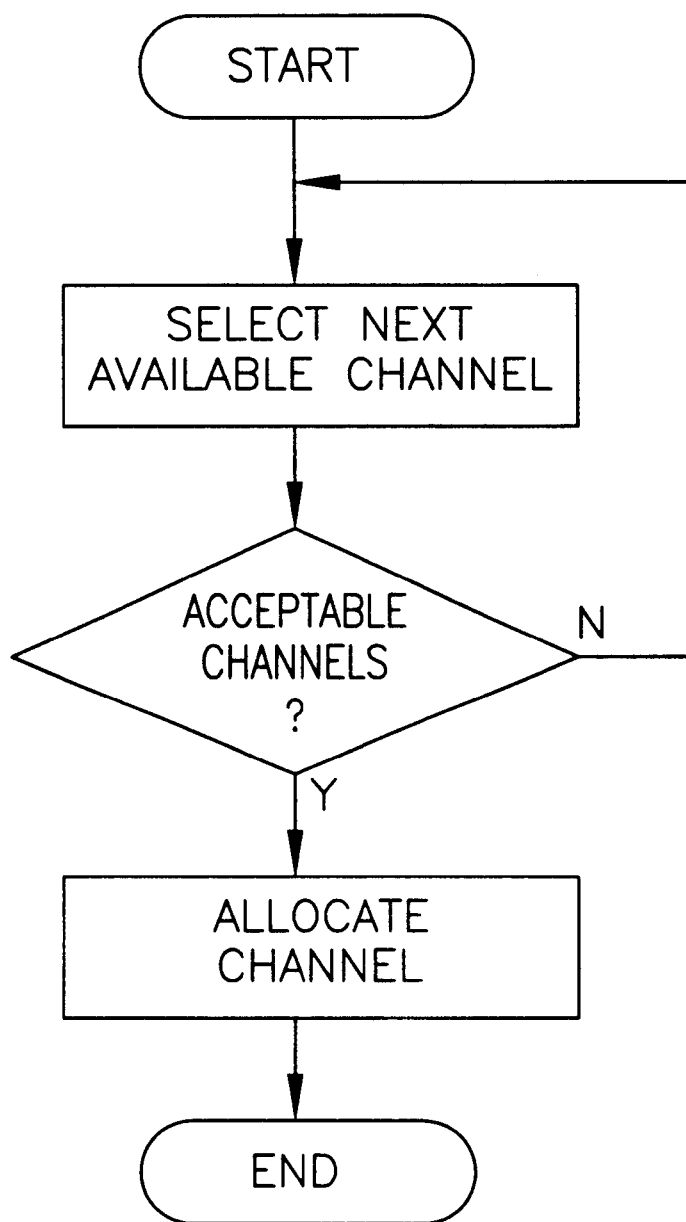 START
SELECT NEXT
AVAILABLE CHANNEL
ACCEPTABLE
CHANNELS
?
N
Y
ALLOCATE
CHANNEL
END